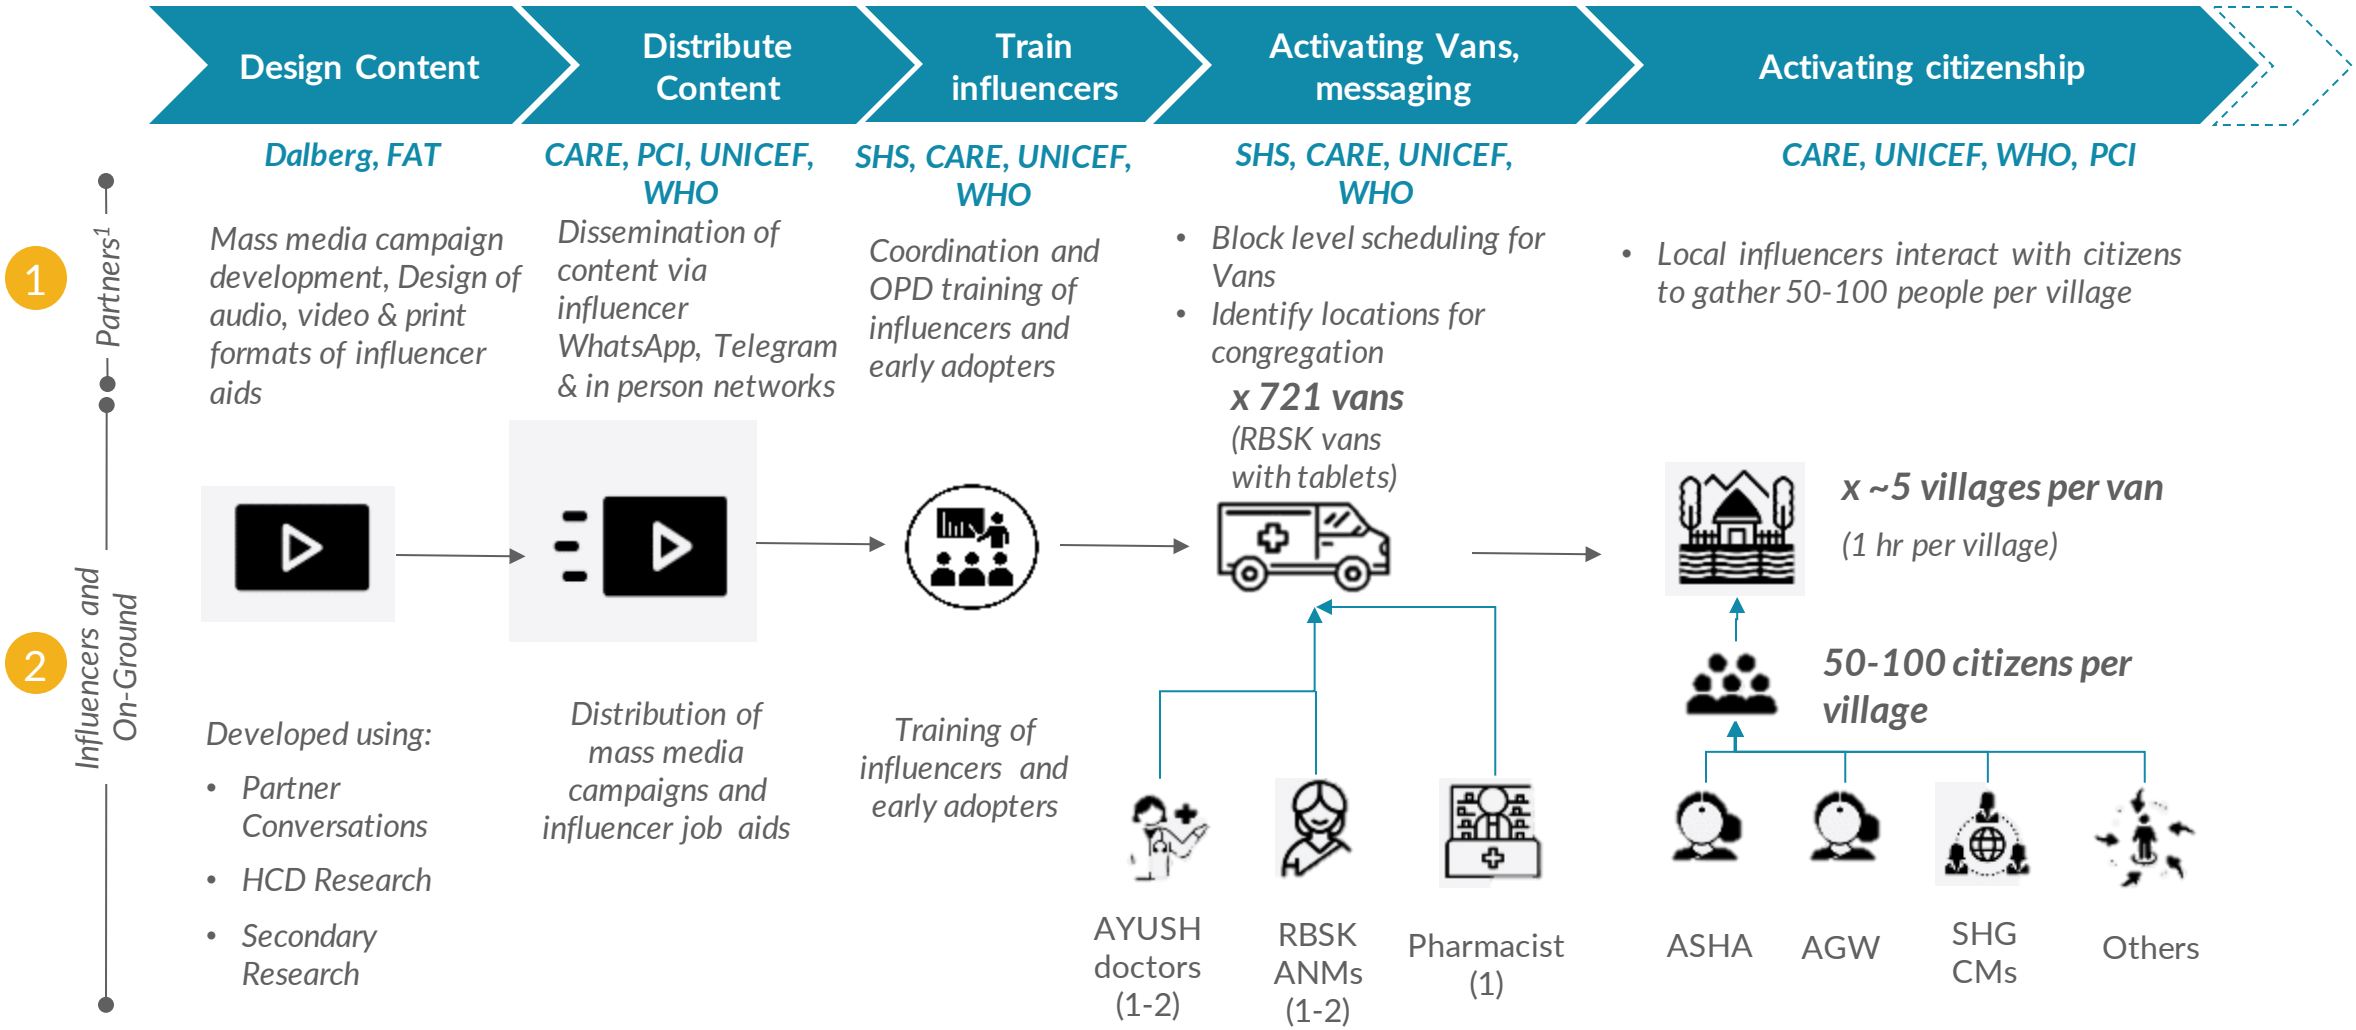 Design Content
Distribute
Content
Train
influencers
Activating Vans,
messaging
Activating citizenship
Dalberg, FAT
CARE, PCI, UNICEF,
WHO
SHS, CARE, UNICEF,
WHO
SHS, CARE, UNICEF,
WHO
CARE, UNICEF, WHO, PCI
1
Partners¹
Mass media campaign
development, Design of
audio, video & print
formats of influencer
aids
Dissemination of
content via
influencer
WhatsApp, Telegram
& in person networks
Coordination and
OPD training of
influencers and
early adopters
• Block level scheduling for
Vans
• Identify locations for
congregation
• Local influencers interact with citizens
to gather 50-100 people per village
x 721 vans
(RBSK vans
with tablets)
x ~5 villages per van
(1 hr per village)
2
Influencers and
On-Ground
50-100 citizens per
village
Developed using:
• Partner
Conversations
• HCD Research
• Secondary
Research
Distribution of
mass media
campaigns and
influencer job aids
Training of
influencers and
early adopters
AYUSH
doctors
(1-2)
RBSK
ANMs
(1-2)
Pharmacist
(1)
ASHA
AGW
SHG
CMs
Others